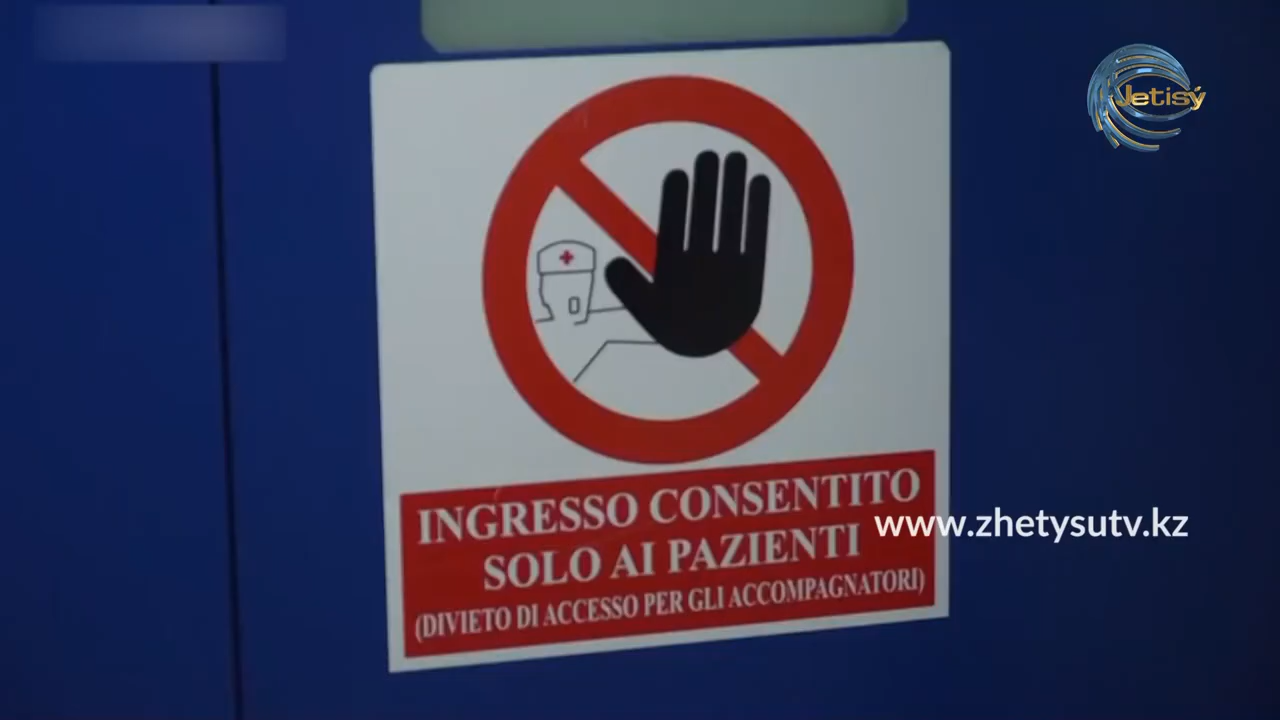 Jetisý
INGRESSO CONSENTITO
SOLO AI PAZIENTI
(DIVIETO DI ACCESSO PER GLI ACCOMPAGNATORI)
www.zhetysutv.kz